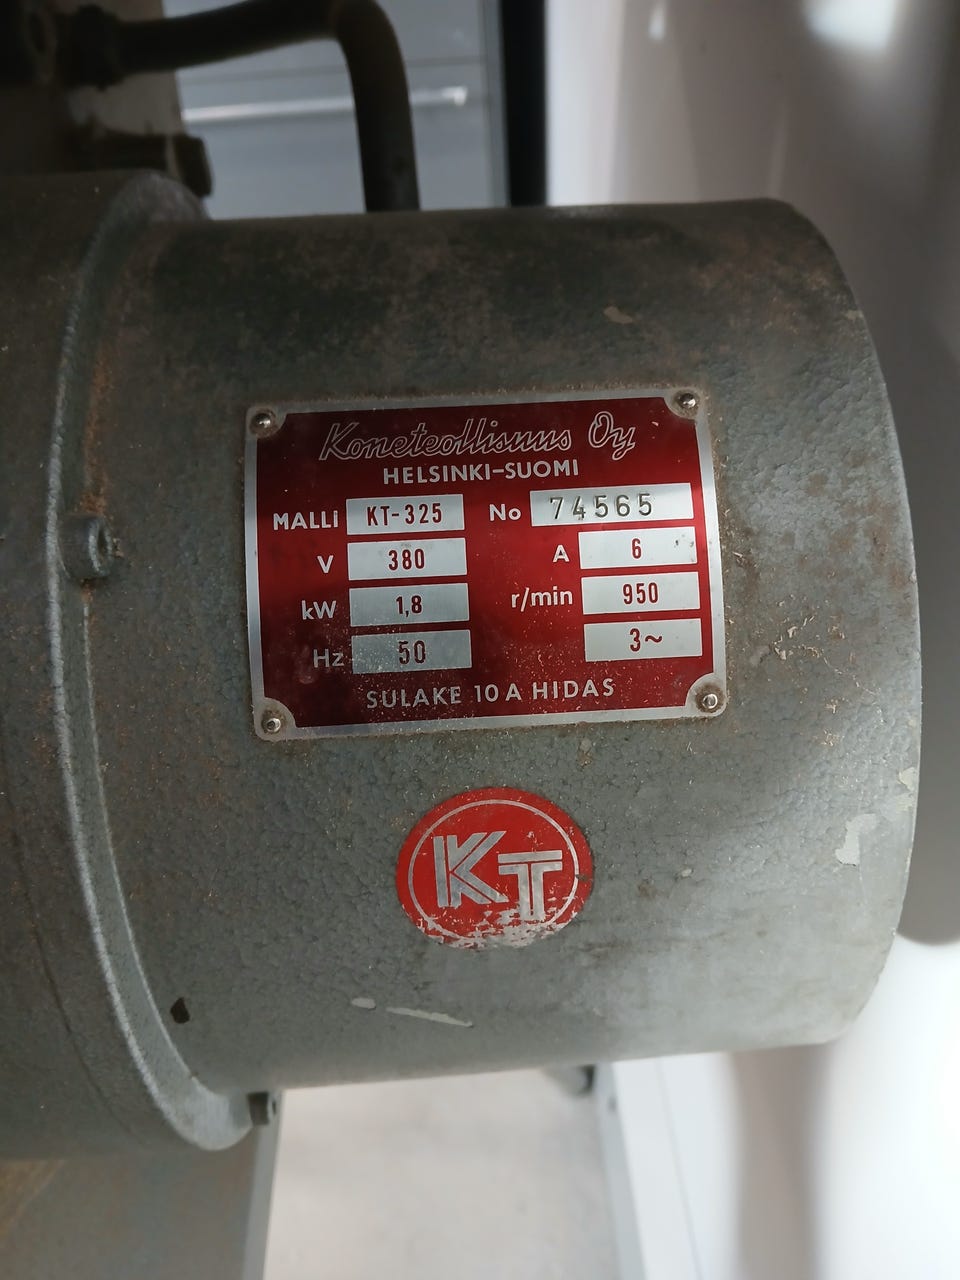 Koneteollisuus Oy
HELSINKI-SUOMI
MALLI KT-325 No 74565
V 380 A 6
kW 1,8 r/min 950
Hz 50 3~
SULAKE 10 A HIDAS
KT